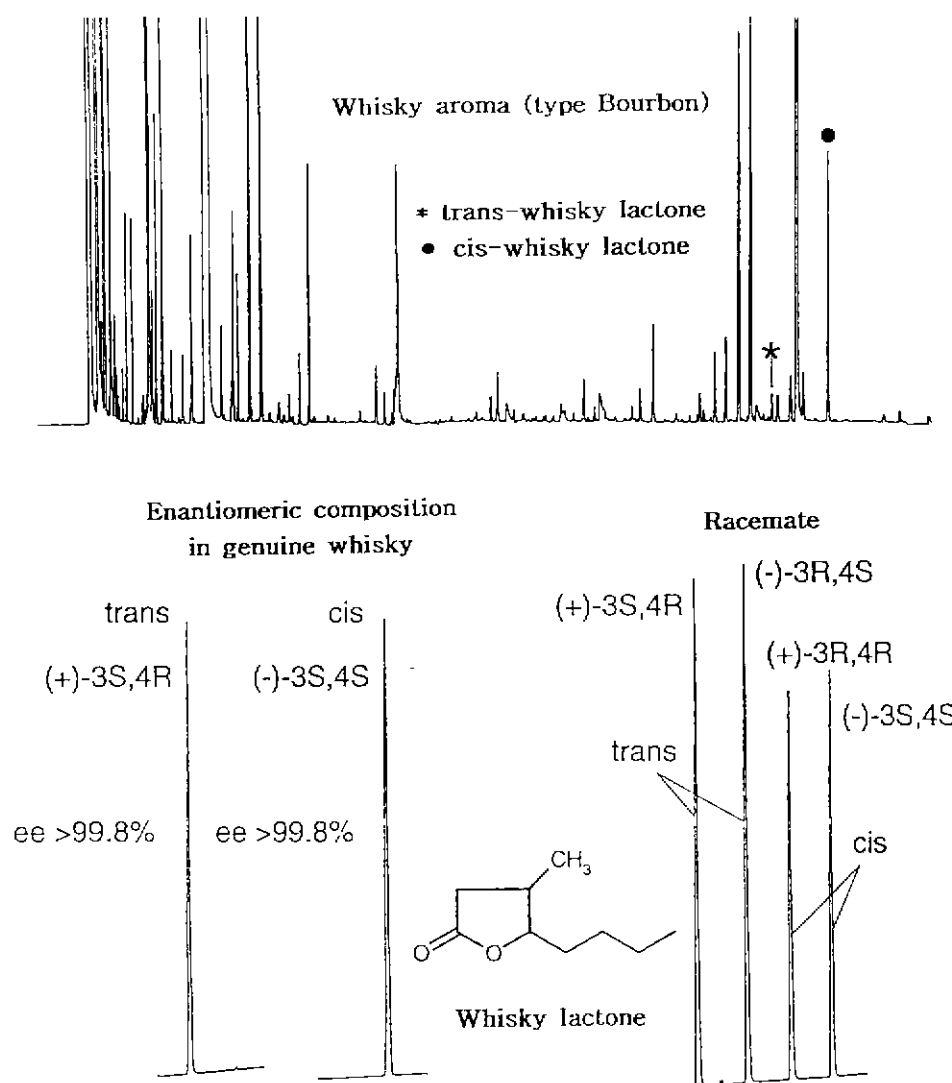 Whisky aroma (type Bourbon)
●
* trans-whisky lactone
● cis-whisky lactone
*
Enantiomeric composition
in genuine whisky
Racemate
trans
cis
(+)-3S,4R
(-)-3S,4S
ee >99.8%
ee >99.8%
(-)-3R,4S
(+)-3S,4R
(+)-3R,4R
(-)-3S,4S
trans
cis
CH3
O
O
Whisky lactone